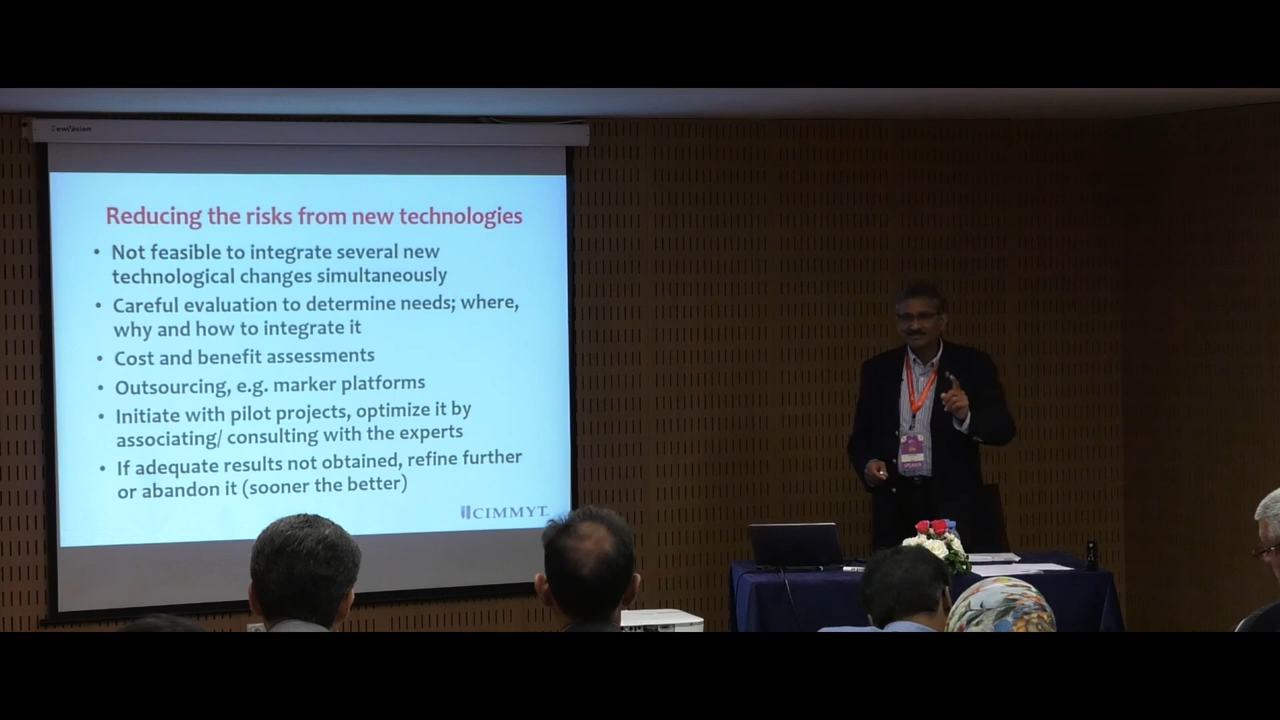 Reducing the risks from new technologies
• Not feasible to integrate several new
technological changes simultaneously
• Careful evaluation to determine needs; where,
why and how to integrate it
• Cost and benefit assessments
• Outsourcing, e.g. marker platforms
• Initiate with pilot projects, optimize it by
associating/ consulting with the experts
• If adequate results not obtained, refine further
or abandon it (sooner the better)
CIMMYT
SPEAKER